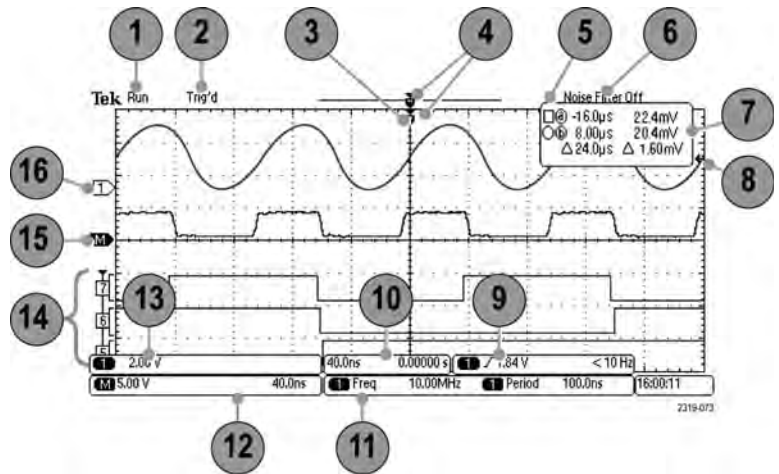 1 2 3 4 5 6
Tek Run Trig'd Noise Filter Off
ⓐ -16.0µs 22.4mV
ⓑ 8.00µs 20.4mV
Δ 24.0µs Δ 1.60mV
7
8
16 1
15 M
14 7
6
5
13 10 9
1 2.00 V 40.0ns 0.00000 s 1 1.84 V < 10 Hz
M 5.00 V 40.0ns 1 Freq 10.00MHz 1 Period 100.0ns 16:00:11
2319-073
12 11